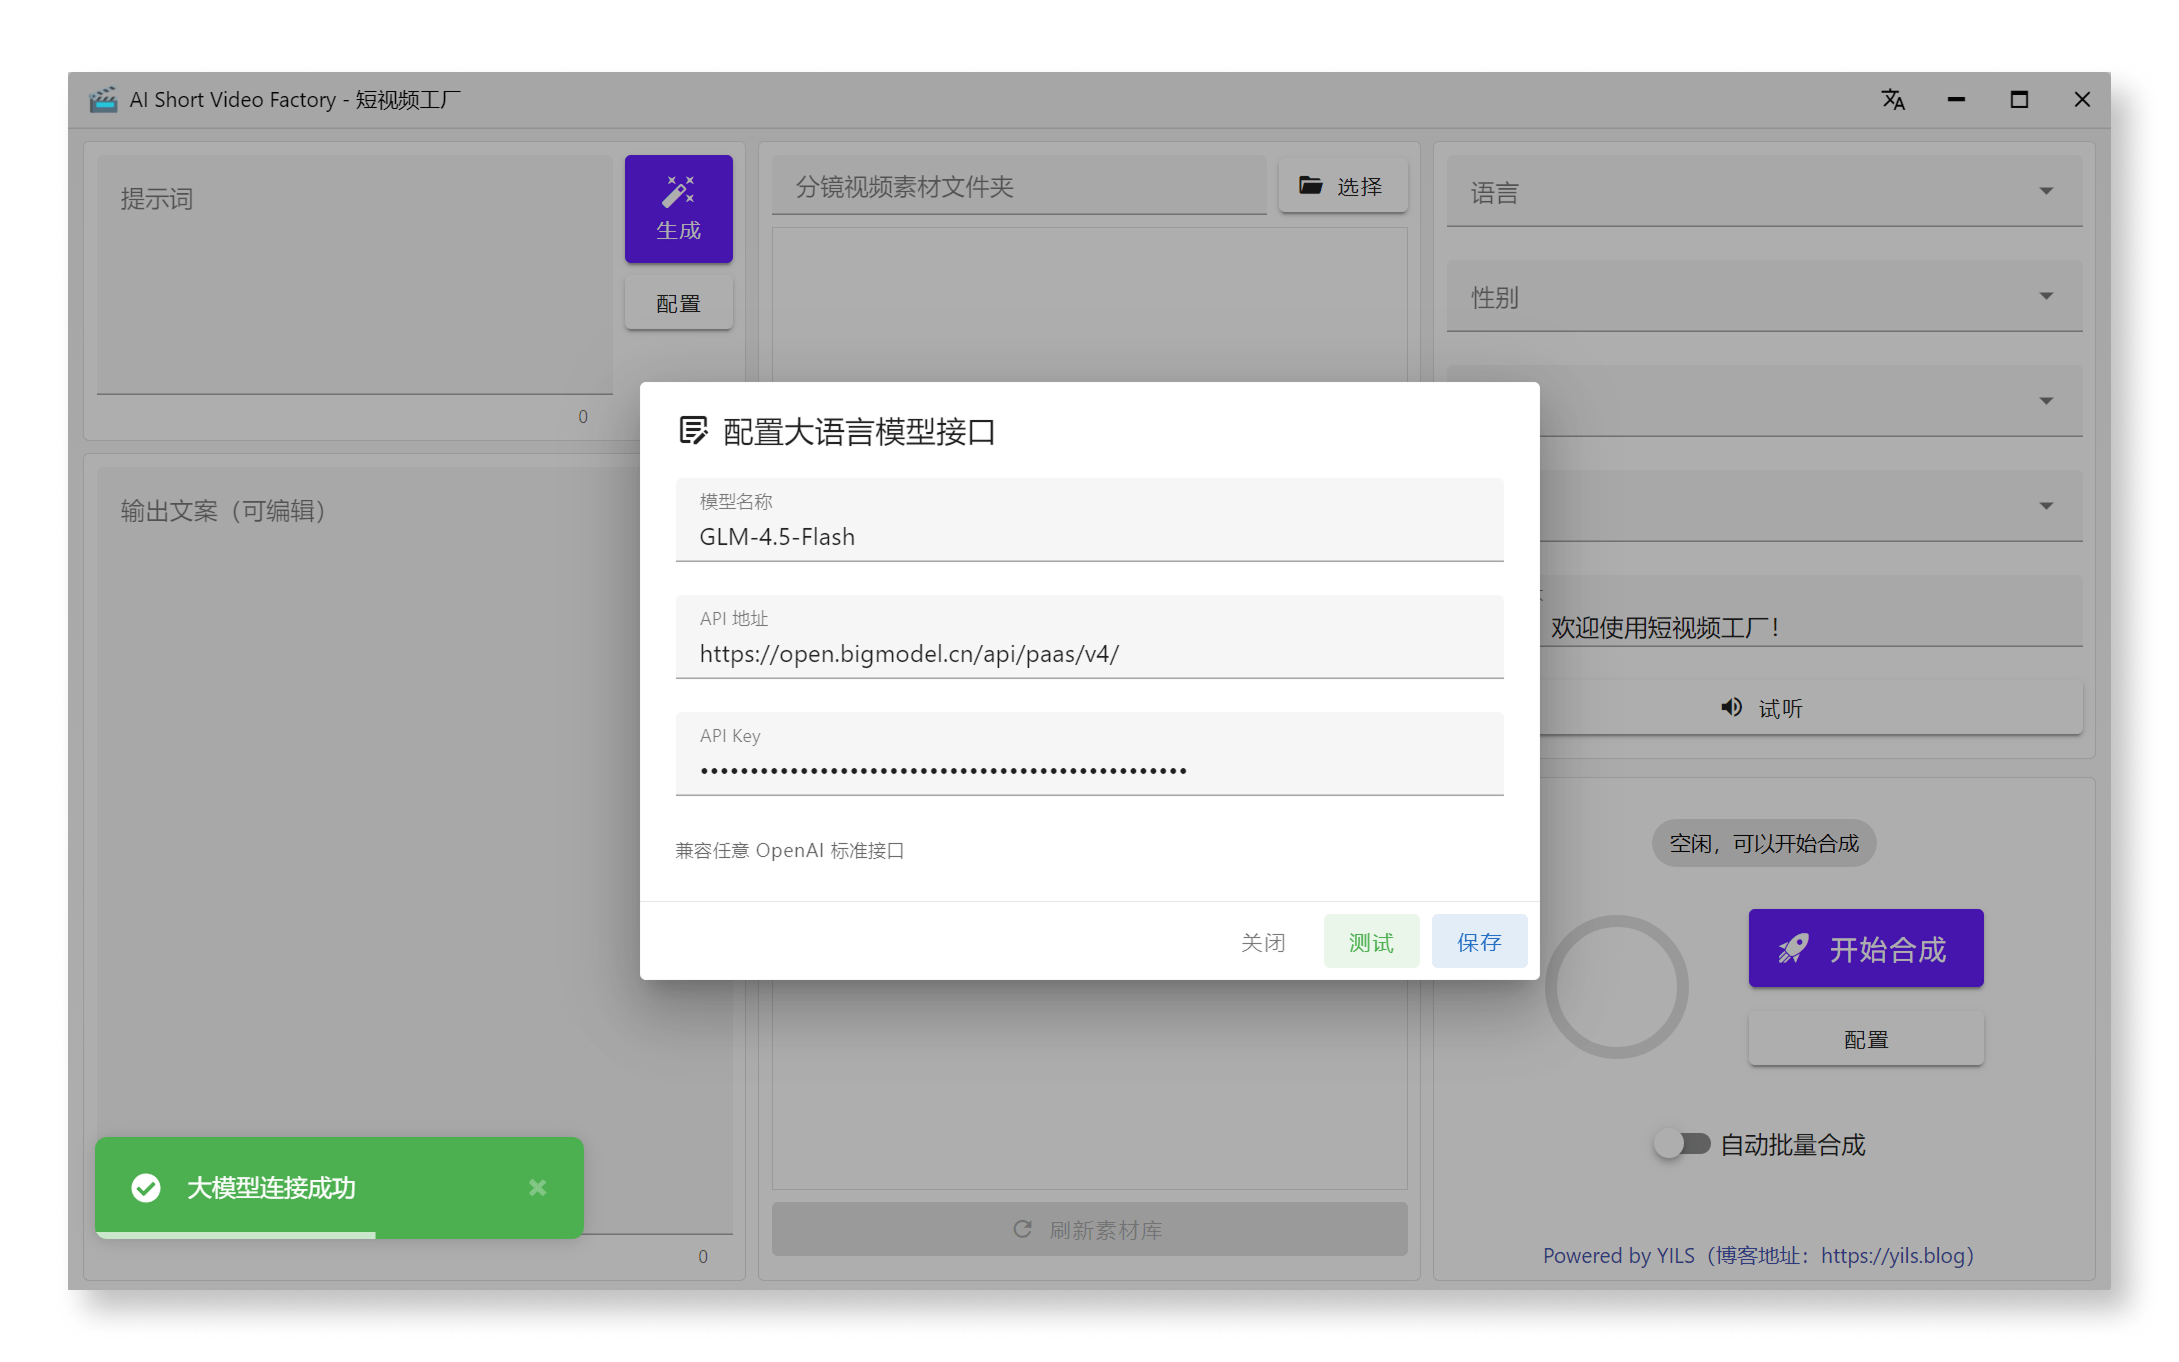 AI Short Video Factory - 短视频工厂
提示词
生成
配置
0
输出文案（可编辑）
0
分镜视频素材文件夹
选择
刷新素材库
语言
性别
欢迎使用短视频工厂！
试听
空闲，可以开始合成
开始合成
配置
自动批量合成
Powered by YILS（博客地址：https://yils.blog）
配置大语言模型接口
模型名称
GLM-4.5-Flash
API 地址
https://open.bigmodel.cn/api/paas/v4/
API Key
•••••••••••••••••••••••••••••••••••••••••••••••••
兼容任意 OpenAI 标准接口
关闭
测试
保存
大模型连接成功